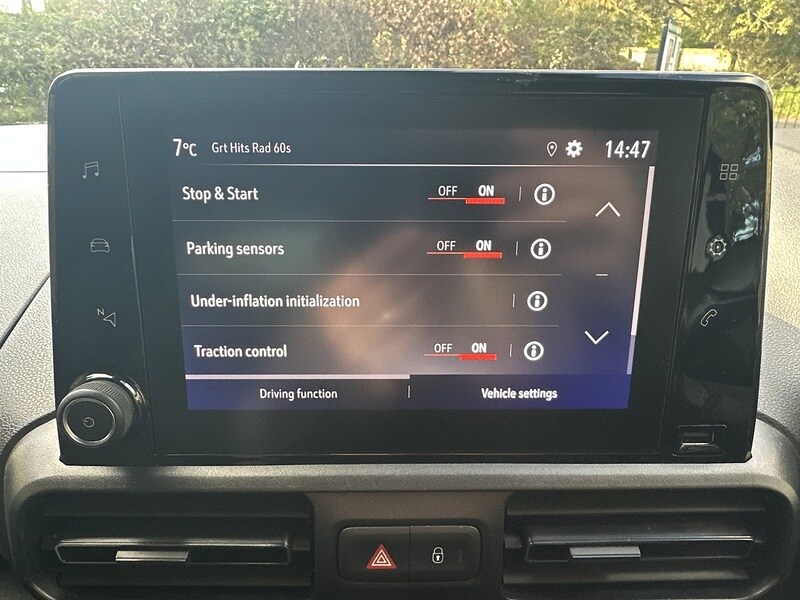 7°C Grt Hits Rad 60s 14:47
Stop & Start OFF ON
Parking sensors OFF ON
N
Under-inflation initialization
Traction control OFF ON
Driving function Vehicle settings